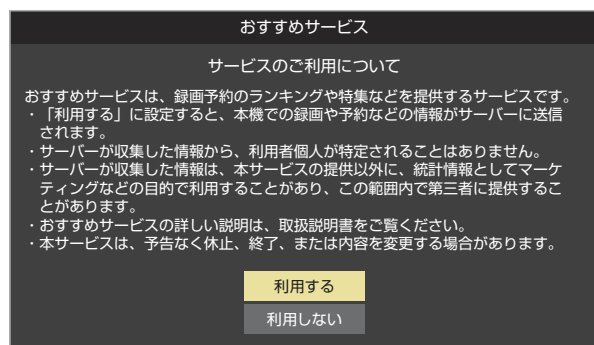 おすすめサービス
サービスのご利用について
おすすめサービスは、録画予約のランキングや特集などを提供するサービスです。
・「利用する」に設定すると、本機での録画や予約などの情報がサーバーに送信
されます。
・サーバーが収集した情報から、利用者個人が特定されることはありません。
・サーバーが収集した情報は、本サービスの提供以外に、統計情報としてマーケ
ティングなどの目的で利用することがあり、この範囲内で第三者に提供するこ
とがあります。
・おすすめサービスの詳しい説明は、取扱説明書をご覧ください。
・本サービスは、予告なく休止、終了、または内容を変更する場合があります。
利用する
利用しない